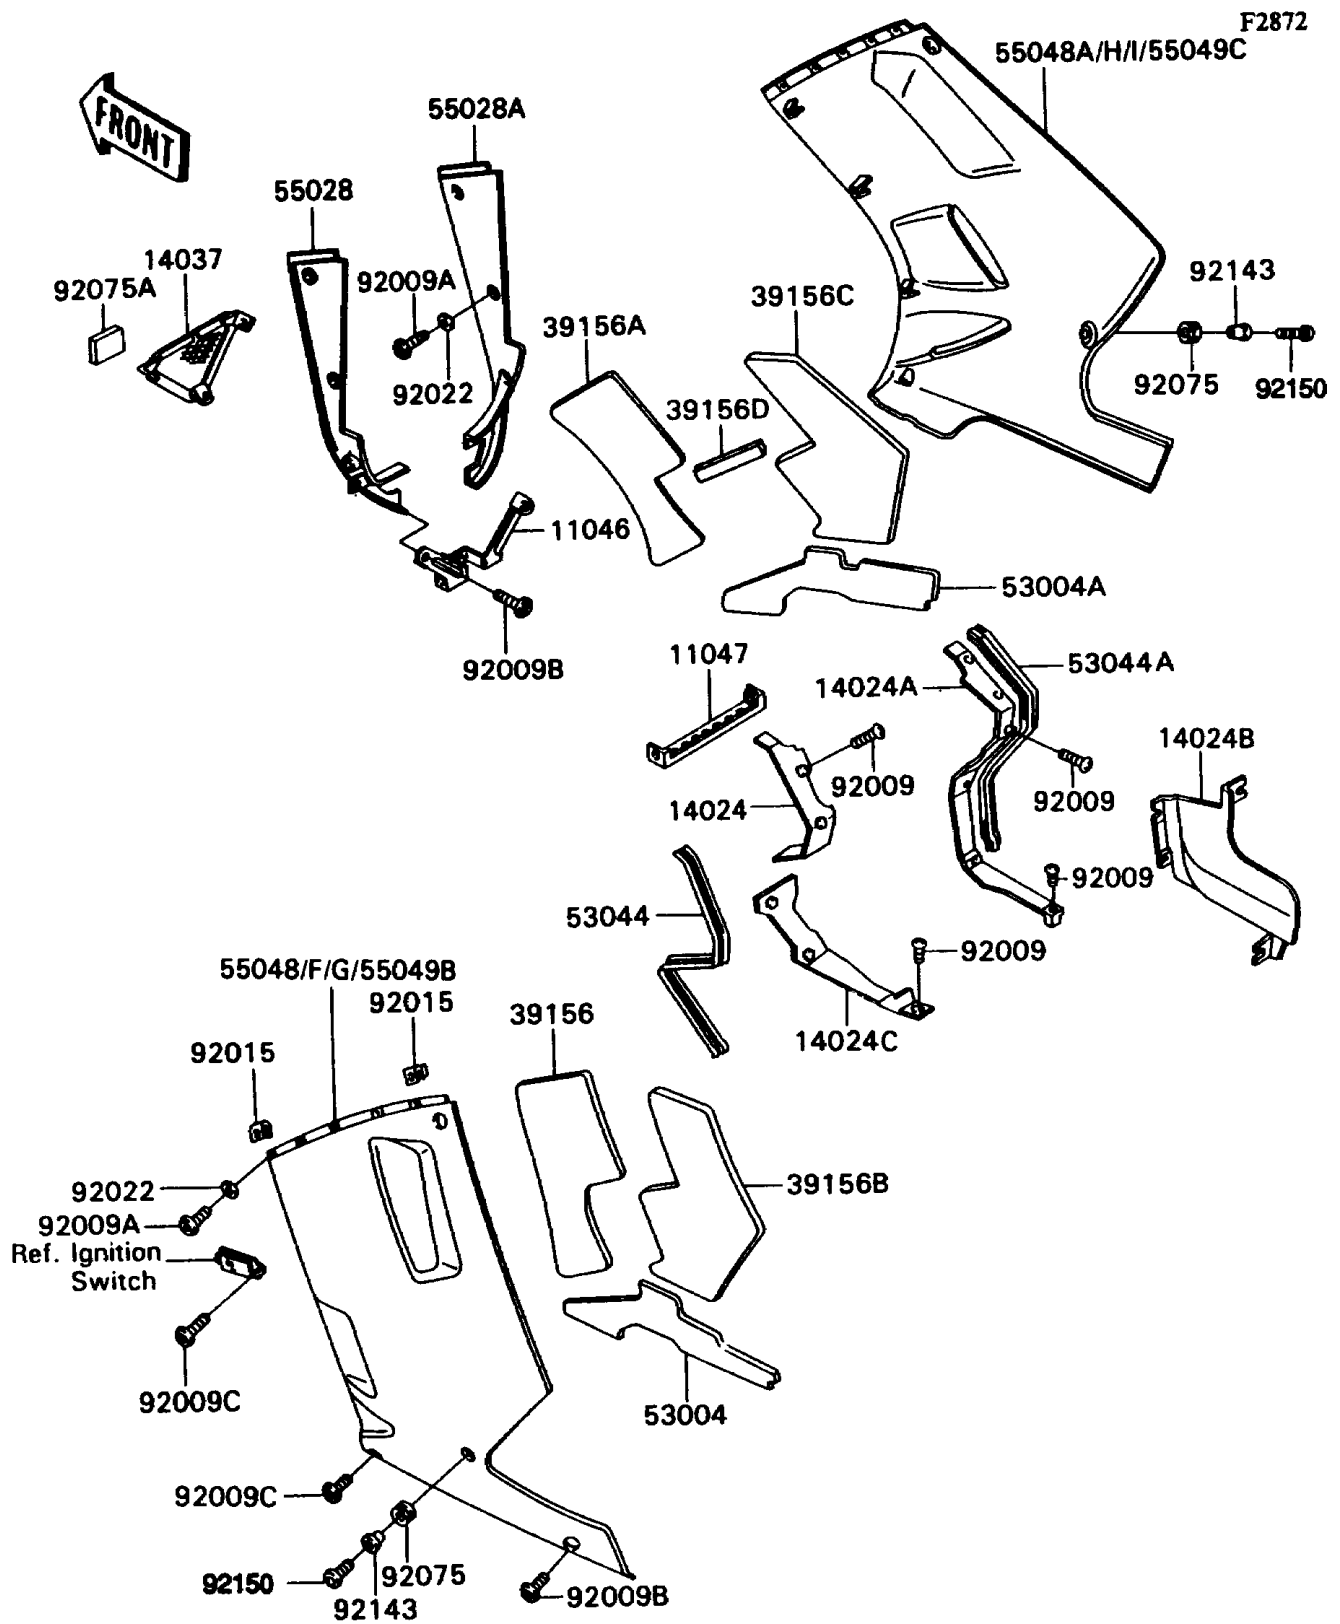 F2872
55048A/H/I/55049C
FRONT
55028A
55028
14037
92075A
92009A
39156A
39156C
92143
92022
39156D
92075
92150
11046
53004A
92009B
11047
53044A
14024A
14024B
92009
92009
14024
92009
53044
92009
55048/F/G/55049B
92015
39156
14024C
92015
92022
39156B
92009A
Ref. Ignition
Switch
92009C
53004
92009C
92075
92150
92009B
92143